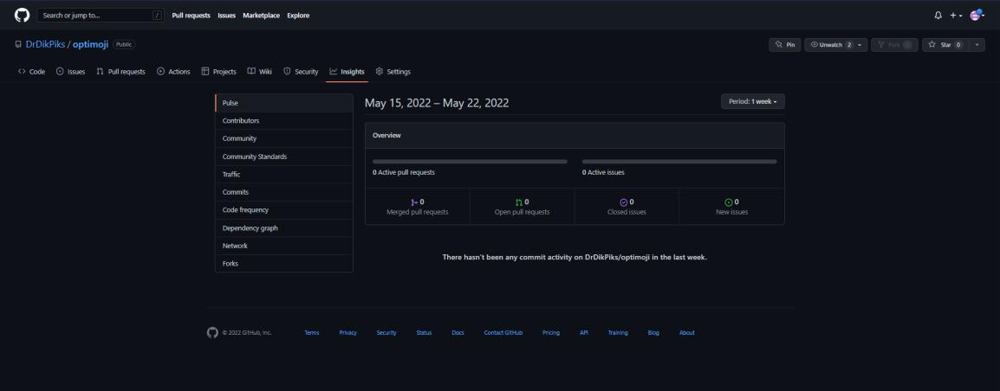 Search or jump to... /
Pull requests Issues Marketplace Explore
DrDikPiks / optimoji Public
Pin Unwatch 2 Fork 0 Star 0
Code Issues Pull requests Actions Projects Wiki Security Insights Settings
Pulse
Contributors
Community
Community Standards
Traffic
Commits
Code frequency
Dependency graph
Network
Forks
May 15, 2022 – May 22, 2022
Period: 1 week
Overview
0 Active pull requests
0 Active issues
0
Merged pull requests
0
Open pull requests
0
Closed issues
0
New issues
There hasn't been any commit activity on DrDikPiks/optimoji in the last week.
© 2022 GitHub, Inc. Terms Privacy Security Status Docs Contact GitHub Pricing API Training Blog About